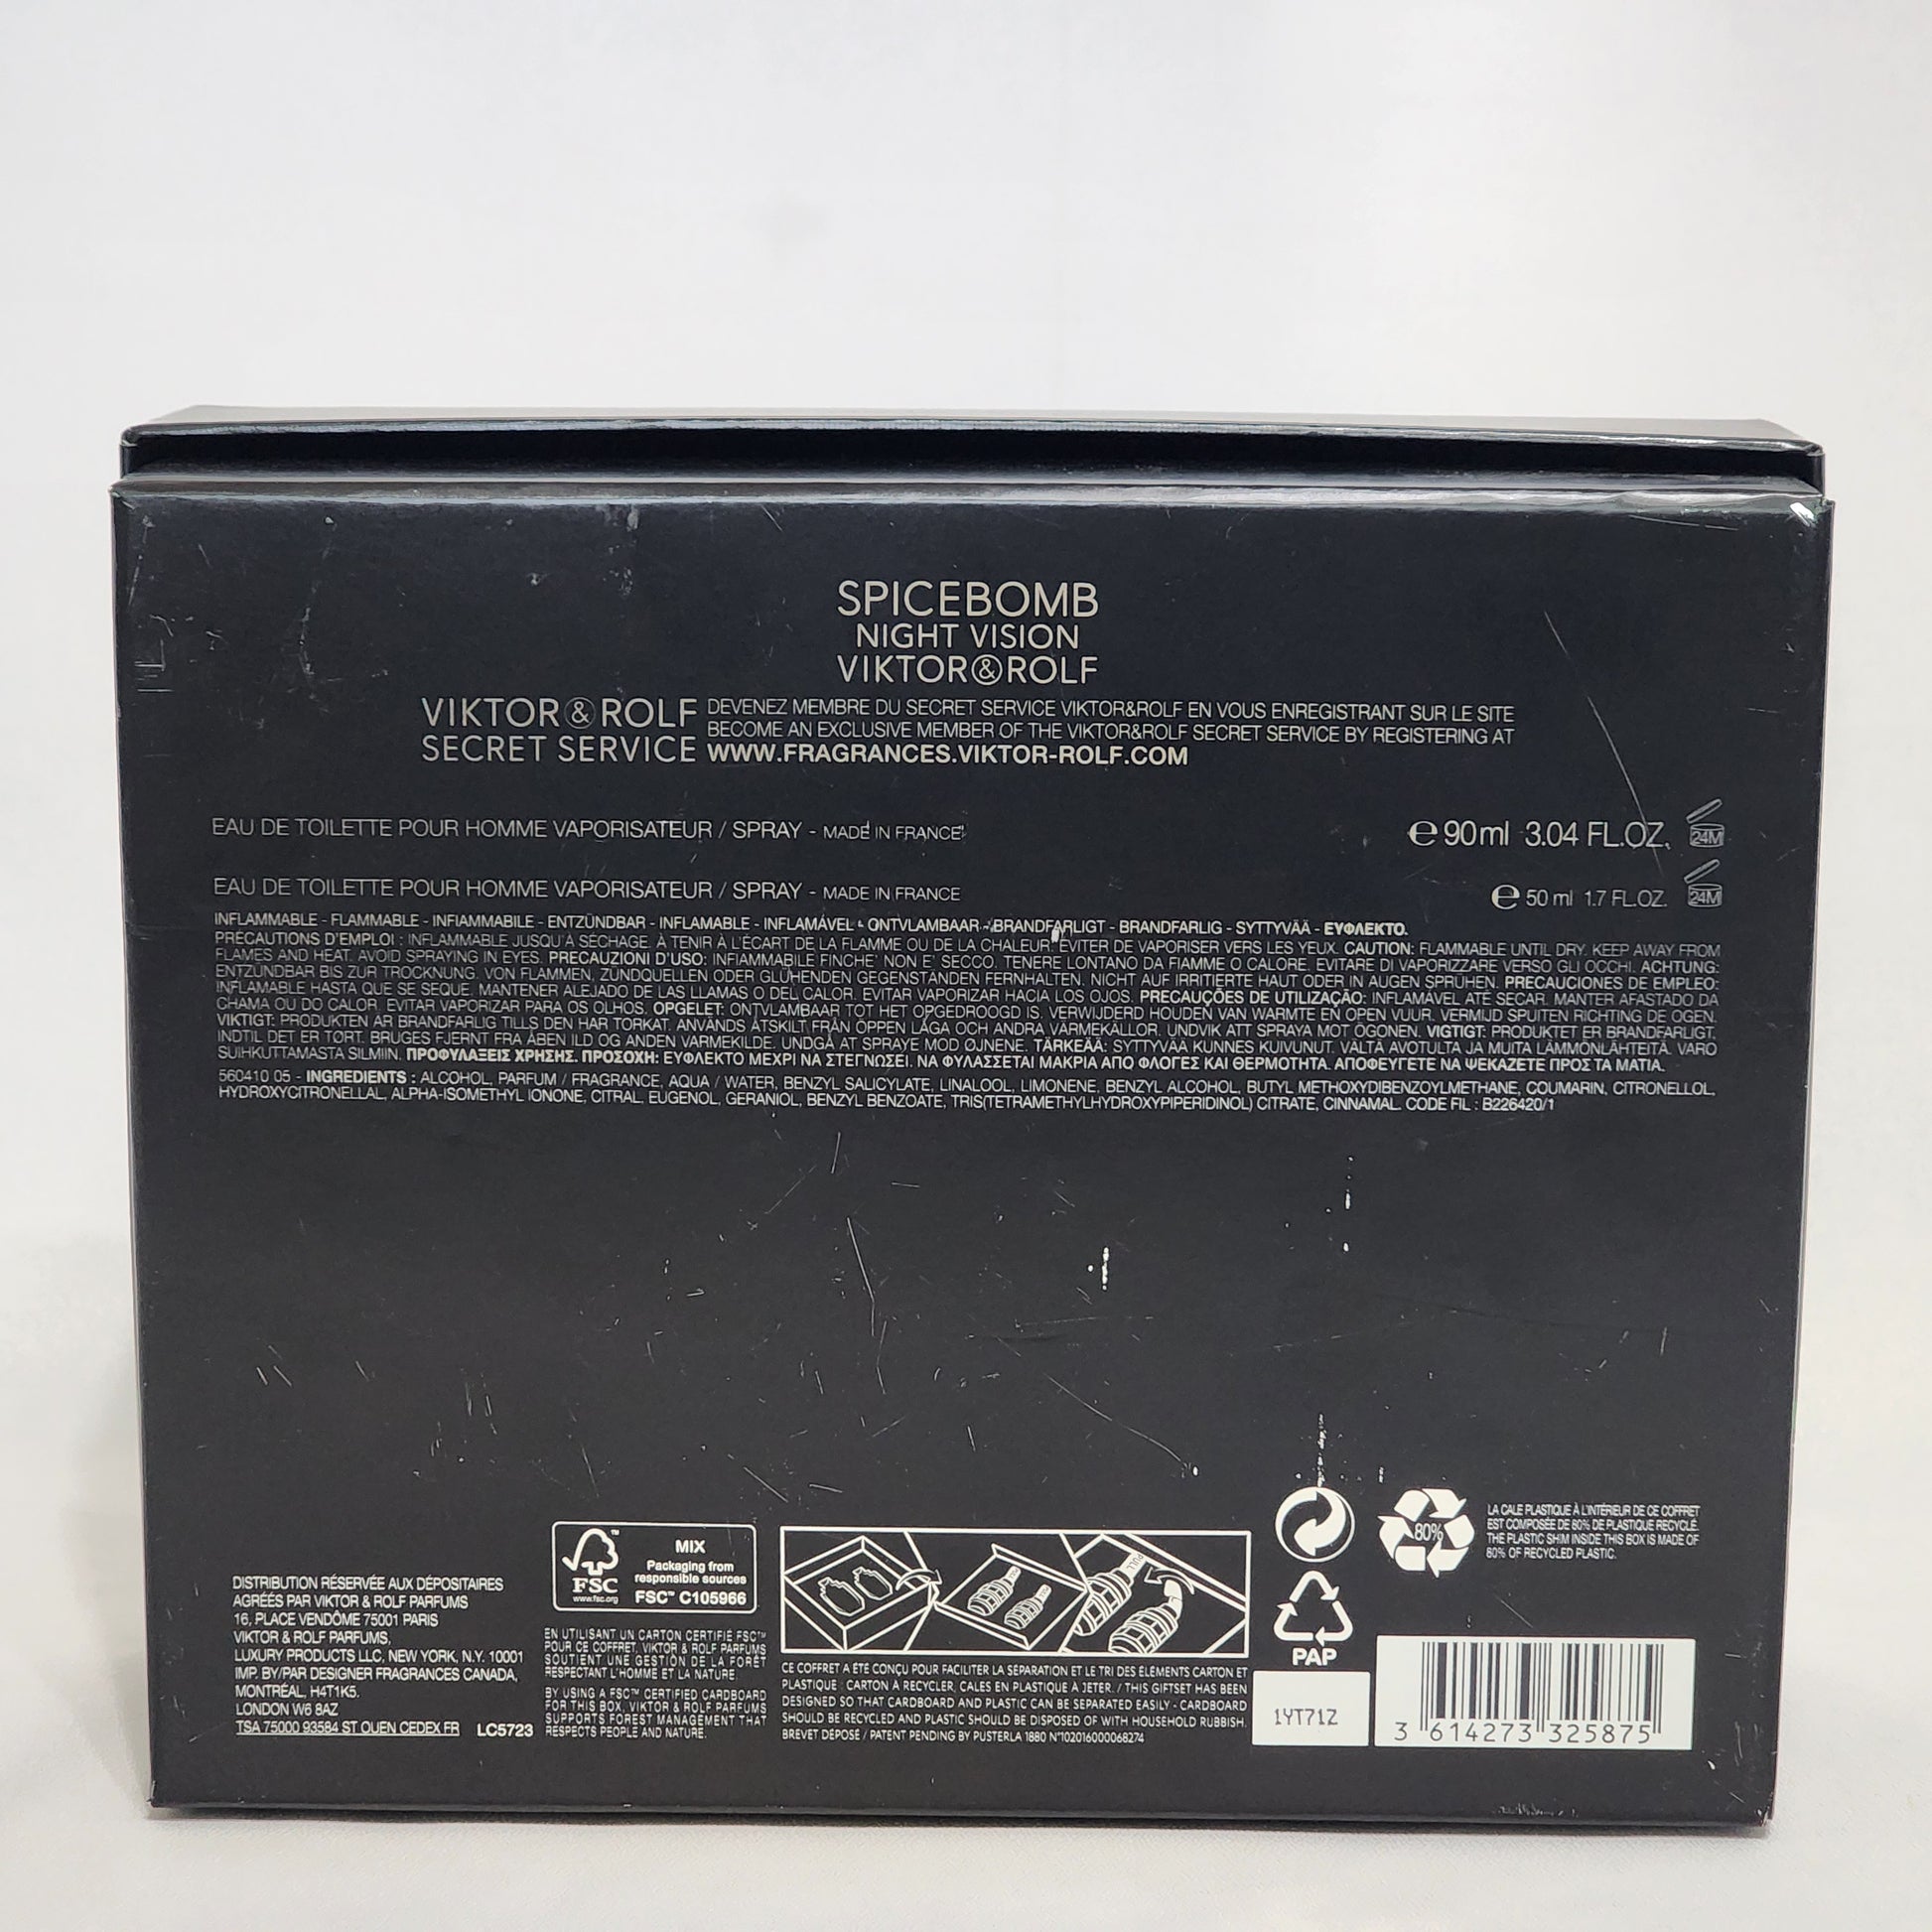 SPICEBOMB
NIGHT VISION
VIKTOR&ROLF
VIKTOR&ROLF
SECRET SERVICE
DEVENEZ MEMBRE DU SECRET SERVICE VIKTOR&ROLF EN VOUS ENREGISTRANT SUR LE SITE
BECOME AN EXCLUSIVE MEMBER OF THE VIKTOR&ROLF SECRET SERVICE BY REGISTERING AT
WWW.FRAGRANCES.VIKTOR-ROLF.COM
EAU DE TOILETTE POUR HOMME VAPORISATEUR / SPRAY - MADE IN FRANCE
e 90ml 3.04 FL.OZ. 24M
EAU DE TOILETTE POUR HOMME VAPORISATEUR / SPRAY - MADE IN FRANCE
e 50 ml 1.7 FL.OZ. 24M
INFLAMMABLE - FLAMMABLE - INFIAMMABILE - ENTZÜNDBAR - INFLAMABLE - INFLAMÁVEL - ONTVLAMBAAR - BRANDFARLIGT - BRANDFARLIG - SYTTYVÄÄ - ΕΥΦΛΕΚΤΟ.
PRÉCAUTIONS D'EMPLOI : INFLAMMABLE JUSQU'À SÉCHAGE. À TENIR À L'ÉCART DE LA FLAMME OU DE LA CHALEUR. ÉVITER DE VAPORISER VERS LES YEUX. CAUTION: FLAMMABLE UNTIL DRY. KEEP AWAY FROM
FLAMES AND HEAT. AVOID SPRAYING IN EYES. PRECAUZIONI D'USO: INFIAMMABILE FINCHE' NON E' SECCO. TENERE LONTANO DA FIAMME O CALORE. EVITARE DI VAPORIZZARE VERSO GLI OCCHI. ACHTUNG:
ENTZÜNDBAR BIS ZUR TROCKNUNG. VON FLAMMEN, ZÜNDQUELLEN ODER GLÜHENDEN GEGENSTÄNDEN FERNHALTEN. NICHT AUF IRRITIERTE HAUT ODER IN AUGEN SPRÜHEN. PRECAUCIONES DE EMPLEO:
INFLAMABLE HASTA QUE SE SEQUE. MANTENER ALEJADO DE LAS LLAMAS O DEL CALOR. EVITAR VAPORIZAR HACIA LOS OJOS. PRECAUÇÕES DE UTILIZAÇÃO: INFLAMÁVEL ATÉ SECAR. MANTER AFASTADO DA
CHAMA OU DO CALOR. EVITAR VAPORIZAR PARA OS OLHOS. OPGELET: ONTVLAMBAAR TOT HET OPGEDROOGD IS. VERWIJDERD HOUDEN VAN WARMTE EN OPEN VUUR. VERMIJD SPUITEN RICHTING DE OGEN.
VIKTIGT: PRODUKTEN ÄR BRANDFARLIG TILLS DEN HAR TORKAT. ANVÄNDS ÅTSKILT FRÅN ÖPPEN LÅGA OCH ANDRA VÄRMEKÄLLOR. UNDVIK ATT SPRAYA MOT ÖGONEN. VIGTIGT: PRODUKTET ER BRANDFARLIGT,
INDTIL DET ER TØRT. BRUGES FJERNT FRA ÅBEN ILD OG ANDEN VARMEKILDE. UNDGÅ AT SPRAYE MOD ØJNENE. TÄRKEÄÄ: SYTTYVÄÄ KUNNES KUIVUNUT. VÄLTÄ AVOTULTA JA MUITA LÄMMÖNLÄHTEITÄ. VARO
SUIHKUTTAMASTA SILMIIN. ΠΡΟΦΥΛΑΞΕΙΣ ΧΡΗΣΗΣ. ΠΡΟΣΟΧΗ: ΕΥΦΛΕΚΤΟ ΜΕΧΡΙ ΝΑ ΣΤΕΓΝΩΣΕΙ. ΝΑ ΦΥΛΑΣΣΕΤΑΙ ΜΑΚΡΙΑ ΑΠΟ ΦΛΟΓΕΣ ΚΑΙ ΘΕΡΜΟΤΗΤΑ. ΑΠΟΦΕΥΓΕΤΕ ΝΑ ΨΕΚΑΖΕΤΕ ΠΡΟΣ ΤΑ ΜΑΤΙΑ.
560410 05 - INGREDIENTS : ALCOHOL, PARFUM / FRAGRANCE, AQUA / WATER, BENZYL SALICYLATE, LINALOOL, LIMONENE, BENZYL ALCOHOL, BUTYL METHOXYDIBENZOYLMETHANE, COUMARIN, CITRONELLOL,
HYDROXYCITRONELLAL, ALPHA-ISOMETHYL IONONE, CITRAL, EUGENOL, GERANIOL, BENZYL BENZOATE, TRIS(TETRAMETHYLHYDROXYPIPERIDINOL) CITRATE, CINNAMAL. CODE FIL : B226420/1
DISTRIBUTION RÉSERVÉE AUX DÉPOSITAIRES
AGRÉÉS PAR VIKTOR & ROLF PARFUMS
16, PLACE VENDÔME 75001 PARIS
VIKTOR & ROLF PARFUMS,
LUXURY PRODUCTS LLC, NEW YORK, N.Y. 10001
IMP. BY/PAR DESIGNER FRAGRANCES CANADA,
MONTRÉAL, H4T1K5.
LONDON W6 8AZ
TSA 75000 93584 ST OUEN CEDEX FR LC5723
FSC™
www.fsc.org
MIX
Packaging from
responsible sources
FSC™ C105966
EN UTILISANT UN CARTON CERTIFIÉ FSC™
POUR CE COFFRET, VIKTOR & ROLF PARFUMS
SOUTIENT UNE GESTION DE LA FORÊT
RESPECTANT L'HOMME ET LA NATURE.
BY USING A FSC™ CERTIFIED CARDBOARD
FOR THIS BOX, VIKTOR & ROLF PARFUMS
SUPPORTS FOREST MANAGEMENT THAT
RESPECTS PEOPLE AND NATURE.
PULL
CE COFFRET A ÉTÉ CONÇU POUR FACILITER LA SÉPARATION ET LE TRI DES ÉLÉMENTS CARTON ET
PLASTIQUE : CARTON À RECYCLER, CALES EN PLASTIQUE À JETER. / THIS GIFTSET HAS BEEN
DESIGNED SO THAT CARDBOARD AND PLASTIC CAN BE SEPARATED EASILY - CARDBOARD
SHOULD BE RECYCLED AND PLASTIC SHOULD BE DISPOSED OF WITH HOUSEHOLD RUBBISH.
BREVET DÉPOSÉ / PATENT PENDING BY PUSTERLA 1880 N°102016000068274
80%
LA CALE PLASTIQUE À L'INTÉRIEUR DE CE COFFRET
EST COMPOSÉE DE 80% DE PLASTIQUE RECYCLÉ.
THE PLASTIC SHIM INSIDE THIS BOX IS MADE OF
80% OF RECYCLED PLASTIC.
PAP
1YT71Z
3 614273 325875